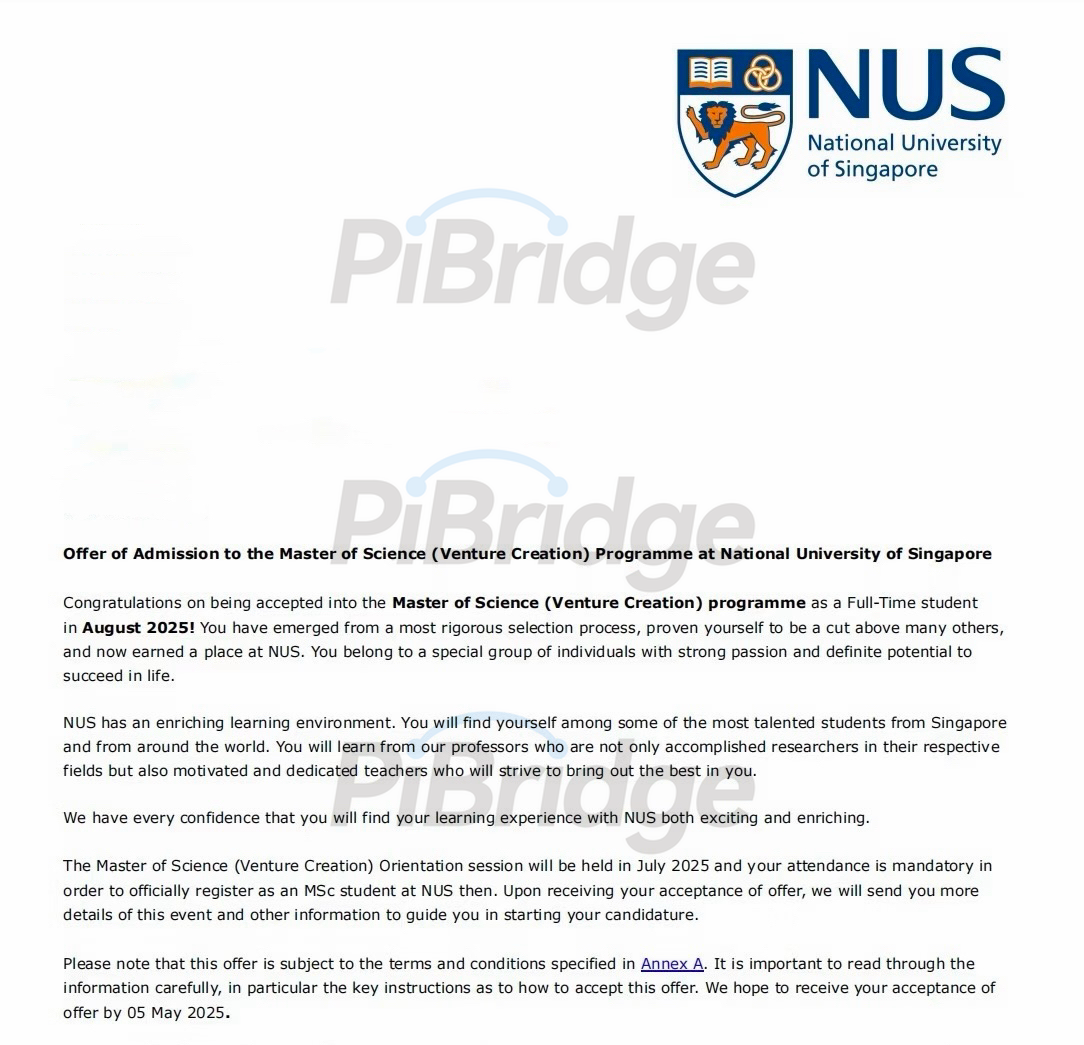 NUS
National University
of Singapore
PiBridge
PiBridge
Offer of Admission to the Master of Science (Venture Creation) Programme at National University of Singapore
Congratulations on being accepted into the Master of Science (Venture Creation) programme as a Full-Time student
in August 2025! You have emerged from a most rigorous selection process, proven yourself to be a cut above many others,
and now earned a place at NUS. You belong to a special group of individuals with strong passion and definite potential to
succeed in life.
NUS has an enriching learning environment. You will find yourself among some of the most talented students from Singapore
and from around the world. You will learn from our professors who are not only accomplished researchers in their respective
fields but also motivated and dedicated teachers who will strive to bring out the best in you.
PiBridge
We have every confidence that you will find your learning experience with NUS both exciting and enriching.
The Master of Science (Venture Creation) Orientation session will be held in July 2025 and your attendance is mandatory in
order to officially register as an MSc student at NUS then. Upon receiving your acceptance of offer, we will send you more
details of this event and other information to guide you in starting your candidature.
Please note that this offer is subject to the terms and conditions specified in Annex A. It is important to read through the
information carefully, in particular the key instructions as to how to accept this offer. We hope to receive your acceptance of
offer by 05 May 2025.